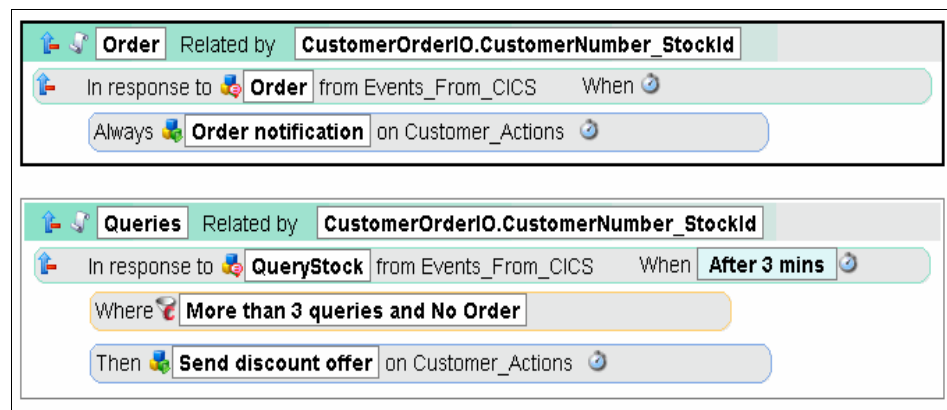 Order Related by CustomerOrderIO.CustomerNumber_StockId
In response to Order from Events_From_CICS When
Always Order notification on Customer_Actions
Queries Related by CustomerOrderIO.CustomerNumber_StockId
In response to QueryStock from Events_From_CICS When After 3 mins
Where More than 3 queries and No Order
Then Send discount offer on Customer_Actions